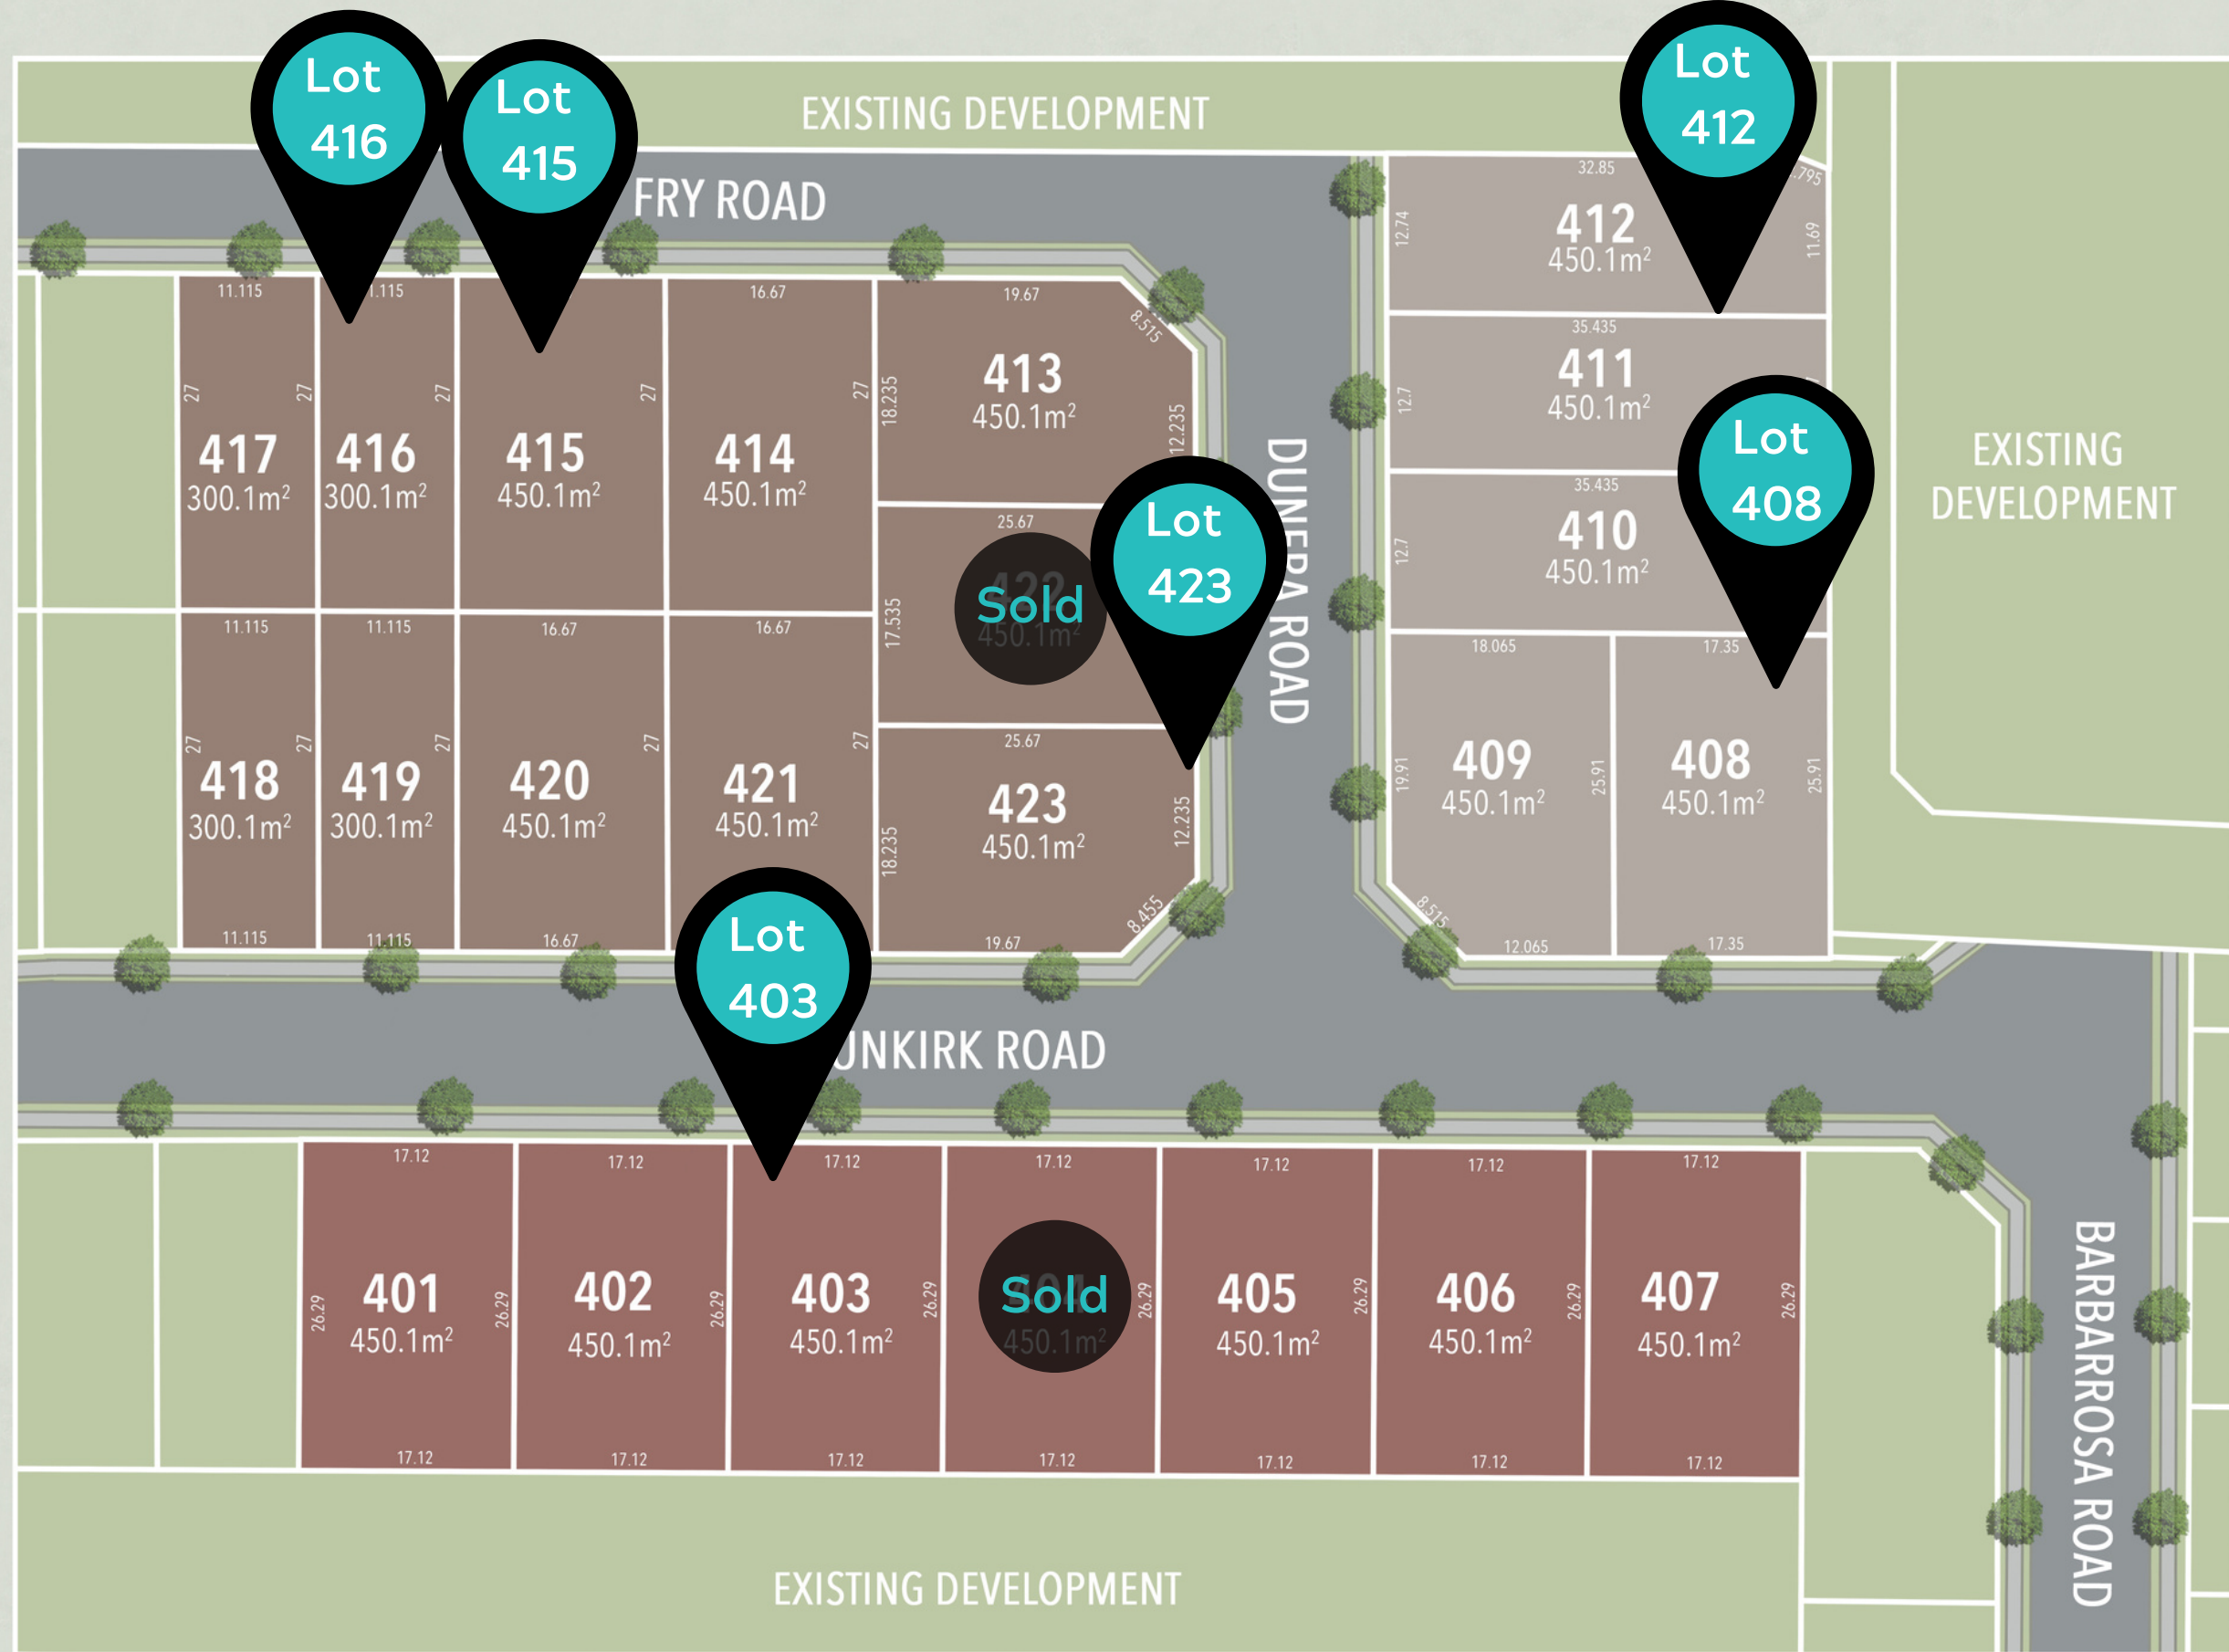 Lot
416
Lot
415
Lot
412
EXISTING DEVELOPMENT
FRY ROAD
32.85
.795
12.74
412
450.1m²
11.69
11.115
1.115
16.67
19.67
8.515
35.435
411
450.1m²
12.7
27
27
27
27
27
18.235
413
450.1m²
12.235
417
300.1m²
416
300.1m²
415
450.1m²
414
450.1m²
Lot
408
EXISTING
DEVELOPMENT
35.435
410
450.1m²
12.7
25.67
422
Sold
450.1m²
17.535
Lot
423
DUNERA ROAD
11.115
11.115
16.67
16.67
18.065
17.35
27
27
27
27
27
25.67
418
300.1m²
419
300.1m²
420
450.1m²
421
450.1m²
18.235
423
450.1m²
12.235
8.455
19.91
409
450.1m²
25.91
408
450.1m²
25.91
11.115
11.115
16.67
19.67
8.515
12.065
17.35
Lot
403
UNKIRK ROAD
17.12
17.12
17.12
17.12
17.12
17.12
17.12
26.29
401
450.1m²
26.29
402
450.1m²
26.29
403
450.1m²
26.29
Sold
450.1m²
26.29
405
450.1m²
26.29
406
450.1m²
26.29
407
450.1m²
26.29
17.12
17.12
17.12
17.12
17.12
17.12
17.12
BARBARROSA ROAD
EXISTING DEVELOPMENT